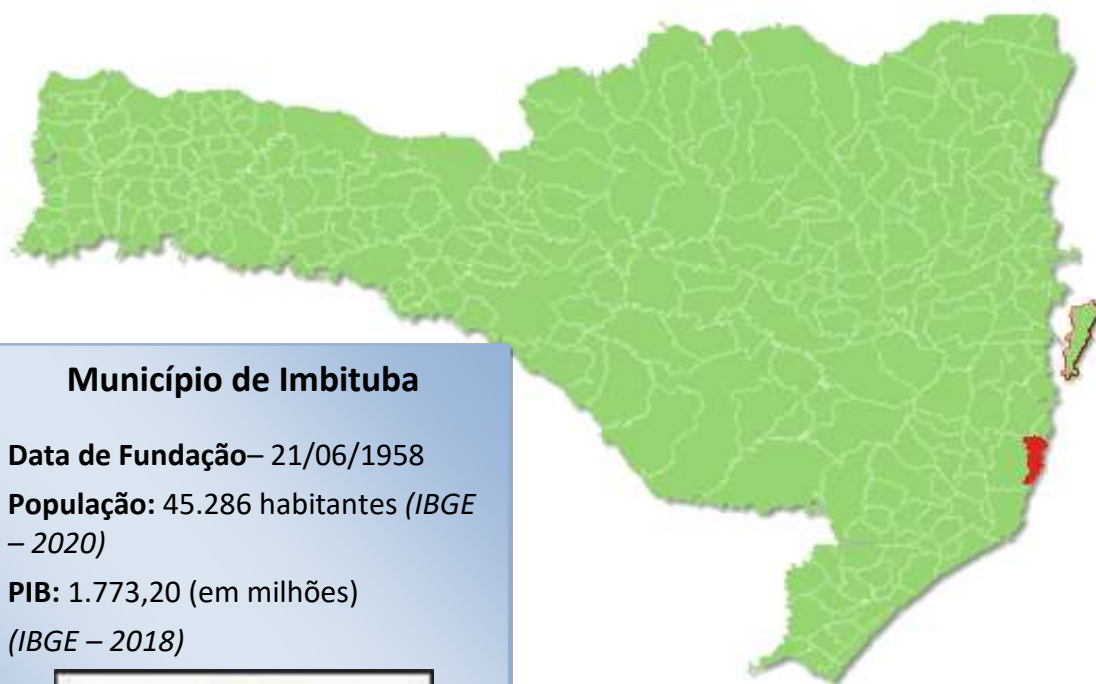 Município de Imbituba
Data de Fundação– 21/06/1958
População: 45.286 habitantes (IBGE
– 2020)
PIB: 1.773,20 (em milhões)
(IBGE – 2018)